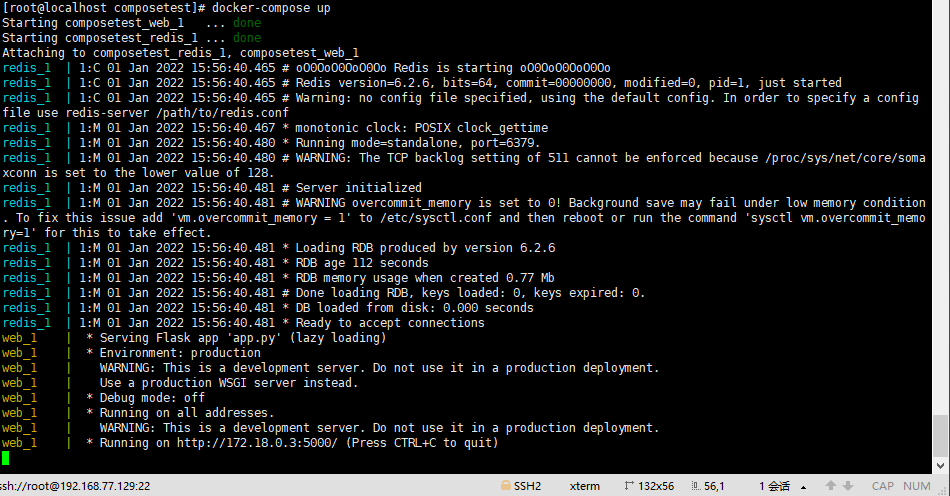 [root@localhost composetest]# docker-compose up
Starting composetest_web_1   ... done
Starting composetest_redis_1 ... done
Attaching to composetest_redis_1, composetest_web_1
redis_1  | 1:C 01 Jan 2022 15:56:40.465 # oO0OoO0OoO0Oo Redis is starting oO0OoO0OoO0Oo
redis_1  | 1:C 01 Jan 2022 15:56:40.465 # Redis version=6.2.6, bits=64, commit=00000000, modified=0, pid=1, just started
redis_1  | 1:C 01 Jan 2022 15:56:40.465 # Warning: no config file specified, using the default config. In order to specify a config
file use redis-server /path/to/redis.conf
redis_1  | 1:M 01 Jan 2022 15:56:40.467 * monotonic clock: POSIX clock_gettime
redis_1  | 1:M 01 Jan 2022 15:56:40.480 * Running mode=standalone, port=6379.
redis_1  | 1:M 01 Jan 2022 15:56:40.480 # WARNING: The TCP backlog setting of 511 cannot be enforced because /proc/sys/net/core/soma
xconn is set to the lower value of 128.
redis_1  | 1:M 01 Jan 2022 15:56:40.481 # Server initialized
redis_1  | 1:M 01 Jan 2022 15:56:40.481 # WARNING overcommit_memory is set to 0! Background save may fail under low memory condition
. To fix this issue add 'vm.overcommit_memory = 1' to /etc/sysctl.conf and then reboot or run the command 'sysctl vm.overcommit_memo
ry=1' for this to take effect.
redis_1  | 1:M 01 Jan 2022 15:56:40.481 * Loading RDB produced by version 6.2.6
redis_1  | 1:M 01 Jan 2022 15:56:40.481 * RDB age 112 seconds
redis_1  | 1:M 01 Jan 2022 15:56:40.481 * RDB memory usage when created 0.77 Mb
redis_1  | 1:M 01 Jan 2022 15:56:40.481 # Done loading RDB, keys loaded: 0, keys expired: 0.
redis_1  | 1:M 01 Jan 2022 15:56:40.481 * DB loaded from disk: 0.000 seconds
redis_1  | 1:M 01 Jan 2022 15:56:40.481 * Ready to accept connections
web_1    |  * Serving Flask app 'app.py' (lazy loading)
web_1    |  * Environment: production
web_1    |    WARNING: This is a development server. Do not use it in a production deployment.
web_1    |    Use a production WSGI server instead.
web_1    |  * Debug mode: off
web_1    |  * Running on all addresses.
web_1    |    WARNING: This is a development server. Do not use it in a production deployment.
web_1    |  * Running on http://172.18.0.3:5000/ (Press CTRL+C to quit)
ssh://root@192.168.77.129:22 SSH2 xterm 132x56 56,1 1 会话 CAP NUM